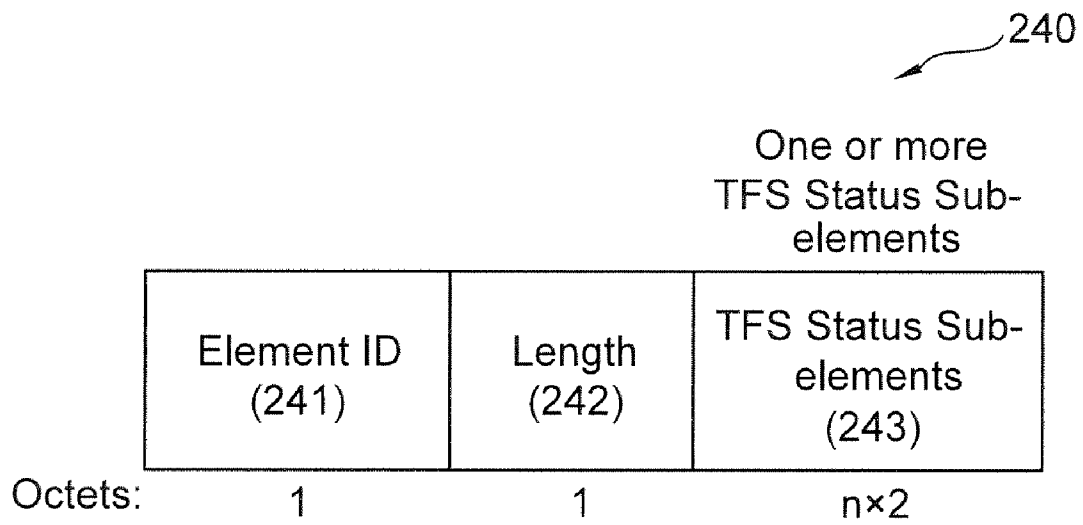 240
One or more
TFS Status Sub-
elements
Element ID
(241)
Length
(242)
TFS Status Sub-
elements
(243)
Octets: 1 1 n×2